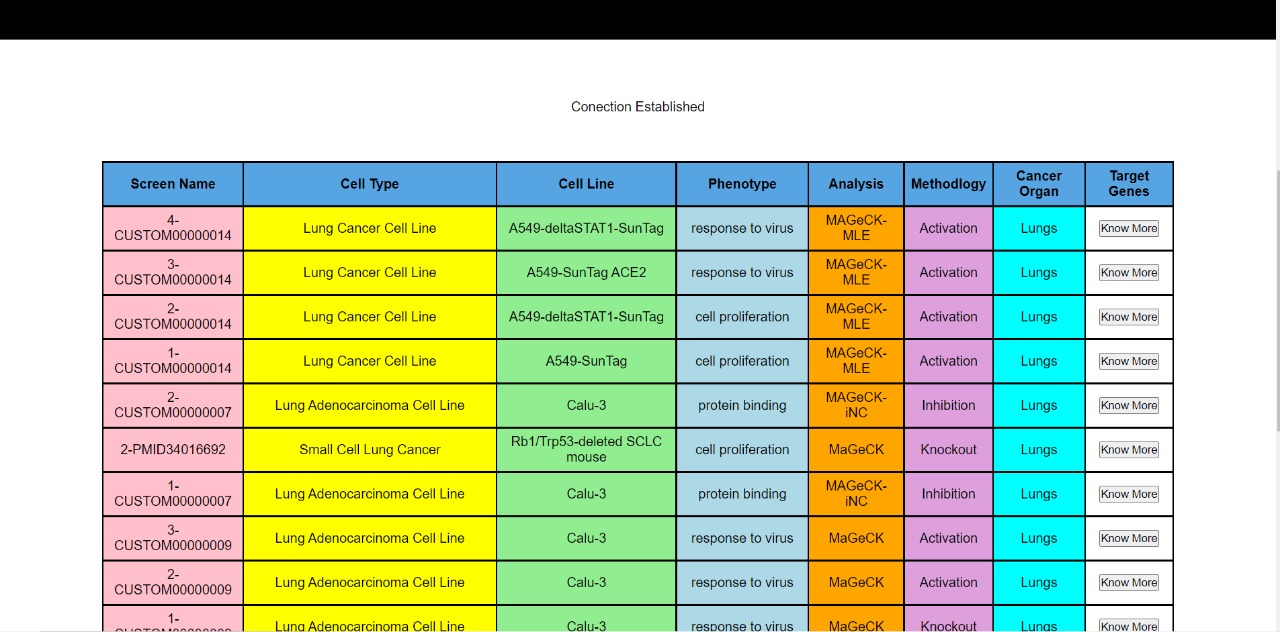 Conection Established
Screen Name Cell Type Cell Line Phenotype Analysis Methodlogy Cancer Organ Target Genes
4-CUSTOM00000014 Lung Cancer Cell Line A549-deltaSTAT1-SunTag response to virus MAGeCK-MLE Activation Lungs Know More
3-CUSTOM00000014 Lung Cancer Cell Line A549-SunTag ACE2 response to virus MAGeCK-MLE Activation Lungs Know More
2-CUSTOM00000014 Lung Cancer Cell Line A549-deltaSTAT1-SunTag cell proliferation MAGeCK-MLE Activation Lungs Know More
1-CUSTOM00000014 Lung Cancer Cell Line A549-SunTag cell proliferation MAGeCK-MLE Activation Lungs Know More
2-CUSTOM00000007 Lung Adenocarcinoma Cell Line Calu-3 protein binding MAGeCK-iNC Inhibition Lungs Know More
2-PMID34016692 Small Cell Lung Cancer Rb1/Trp53-deleted SCLC mouse cell proliferation MaGeCK Knockout Lungs Know More
1-CUSTOM00000007 Lung Adenocarcinoma Cell Line Calu-3 protein binding MAGeCK-iNC Inhibition Lungs Know More
3-CUSTOM00000009 Lung Adenocarcinoma Cell Line Calu-3 response to virus MaGeCK Activation Lungs Know More
2-CUSTOM00000009 Lung Adenocarcinoma Cell Line Calu-3 response to virus MaGeCK Activation Lungs Know More
1- Lung Adenocarcinoma Cell Line Calu-3 response to virus MaGeCK Knockout Lungs Know More